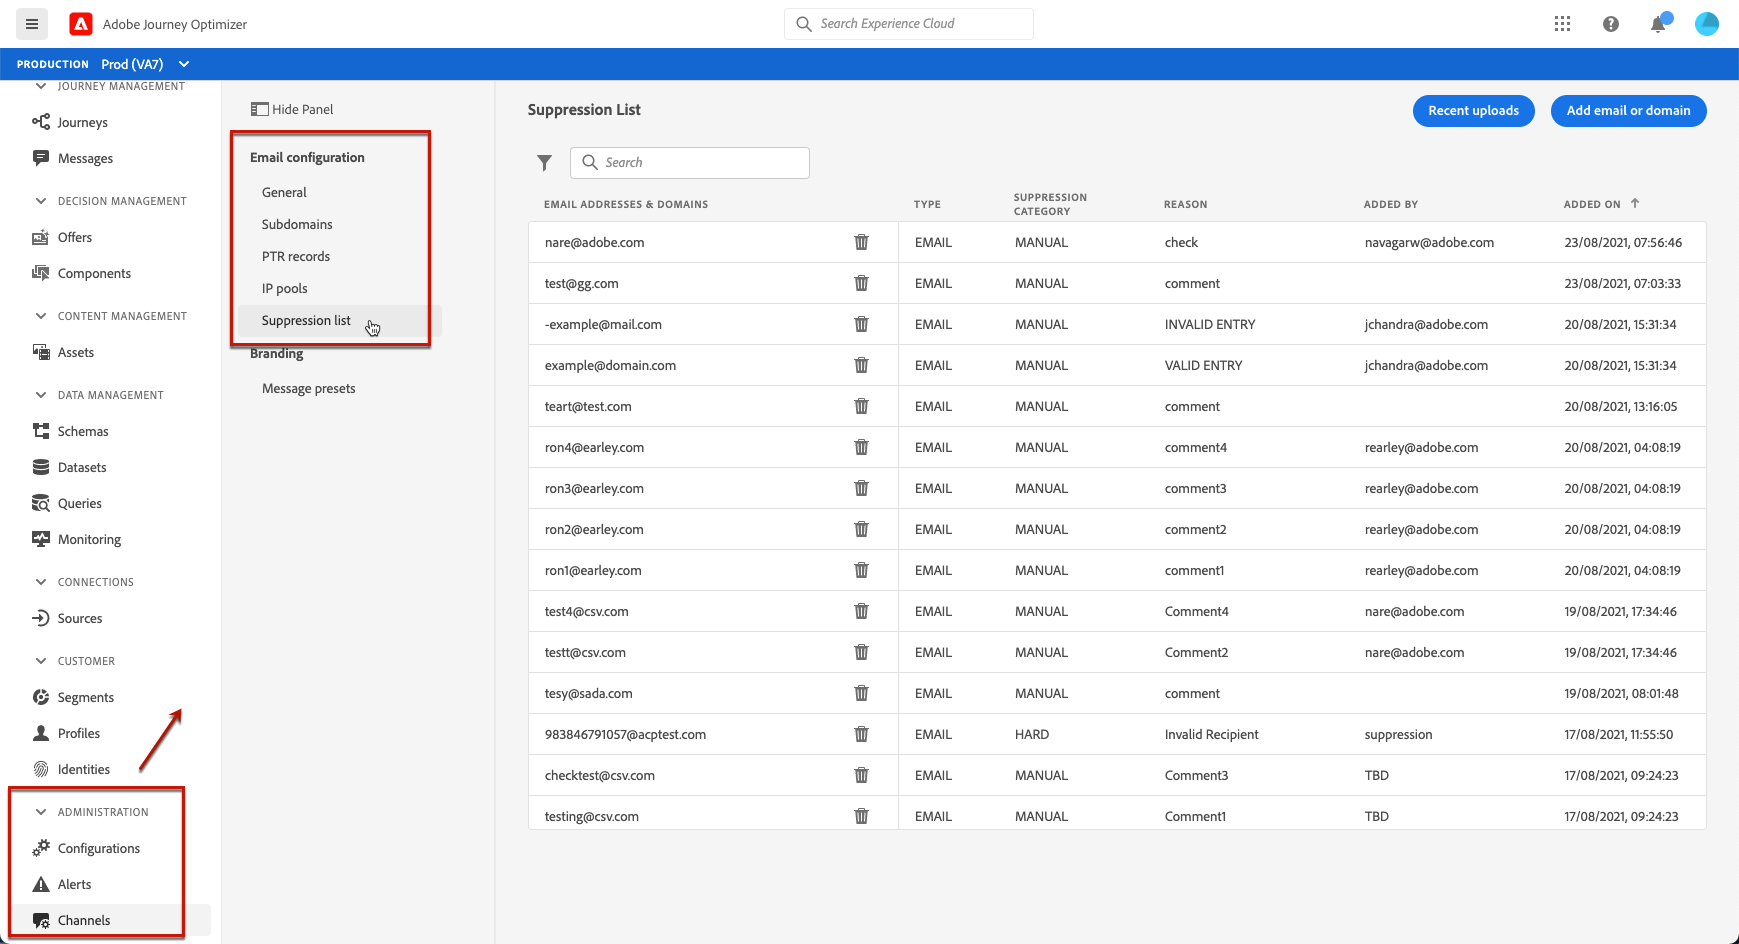 Adobe Journey Optimizer
Search Experience Cloud
PRODUCTION Prod (VA7)
JOURNEY MANAGEMENT
Journeys
Messages
DECISION MANAGEMENT
Offers
Components
CONTENT MANAGEMENT
Assets
DATA MANAGEMENT
Schemas
Datasets
Queries
Monitoring
CONNECTIONS
Sources
CUSTOMER
Segments
Profiles
Identities
ADMINISTRATION
Configurations
Alerts
Channels
Hide Panel
Email configuration
General
Subdomains
PTR records
IP pools
Suppression list
Branding
Message presets
Suppression List
Recent uploads
Add email or domain
Search
EMAIL ADDRESSES & DOMAINS TYPE SUPPRESSION CATEGORY REASON ADDED BY ADDED ON
nare@adobe.com EMAIL MANUAL check navagarw@adobe.com 23/08/2021, 07:56:46
test@gg.com EMAIL MANUAL comment 23/08/2021, 07:03:33
-example@mail.com EMAIL MANUAL INVALID ENTRY jchandra@adobe.com 20/08/2021, 15:31:34
example@domain.com EMAIL MANUAL VALID ENTRY jchandra@adobe.com 20/08/2021, 15:31:34
teart@test.com EMAIL MANUAL comment 20/08/2021, 13:16:05
ron4@earley.com EMAIL MANUAL comment4 rearley@adobe.com 20/08/2021, 04:08:19
ron3@earley.com EMAIL MANUAL comment3 rearley@adobe.com 20/08/2021, 04:08:19
ron2@earley.com EMAIL MANUAL comment2 rearley@adobe.com 20/08/2021, 04:08:19
ron1@earley.com EMAIL MANUAL comment1 rearley@adobe.com 20/08/2021, 04:08:19
test4@csv.com EMAIL MANUAL Comment4 nare@adobe.com 19/08/2021, 17:34:46
testt@csv.com EMAIL MANUAL Comment2 nare@adobe.com 19/08/2021, 17:34:46
tesy@sada.com EMAIL MANUAL comment 19/08/2021, 08:01:48
983846791057@acptest.com EMAIL HARD Invalid Recipient suppression 17/08/2021, 11:55:50
checktest@csv.com EMAIL MANUAL Comment3 TBD 17/08/2021, 09:24:23
testing@csv.com EMAIL MANUAL Comment1 TBD 17/08/2021, 09:24:23